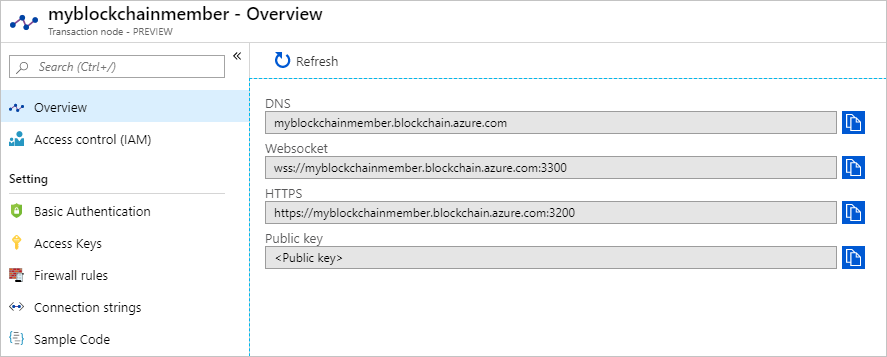 myblockchainmember - Overview
Transaction node - PREVIEW
«
Search (Ctrl+/)
Overview
Access control (IAM)
Setting
Basic Authentication
Access Keys
Firewall rules
Connection strings
Sample Code
Refresh
DNS
myblockchainmember.blockchain.azure.com
Websocket
wss://myblockchainmember.blockchain.azure.com:3300
HTTPS
https://myblockchainmember.blockchain.azure.com:3200
Public key
<Public key>